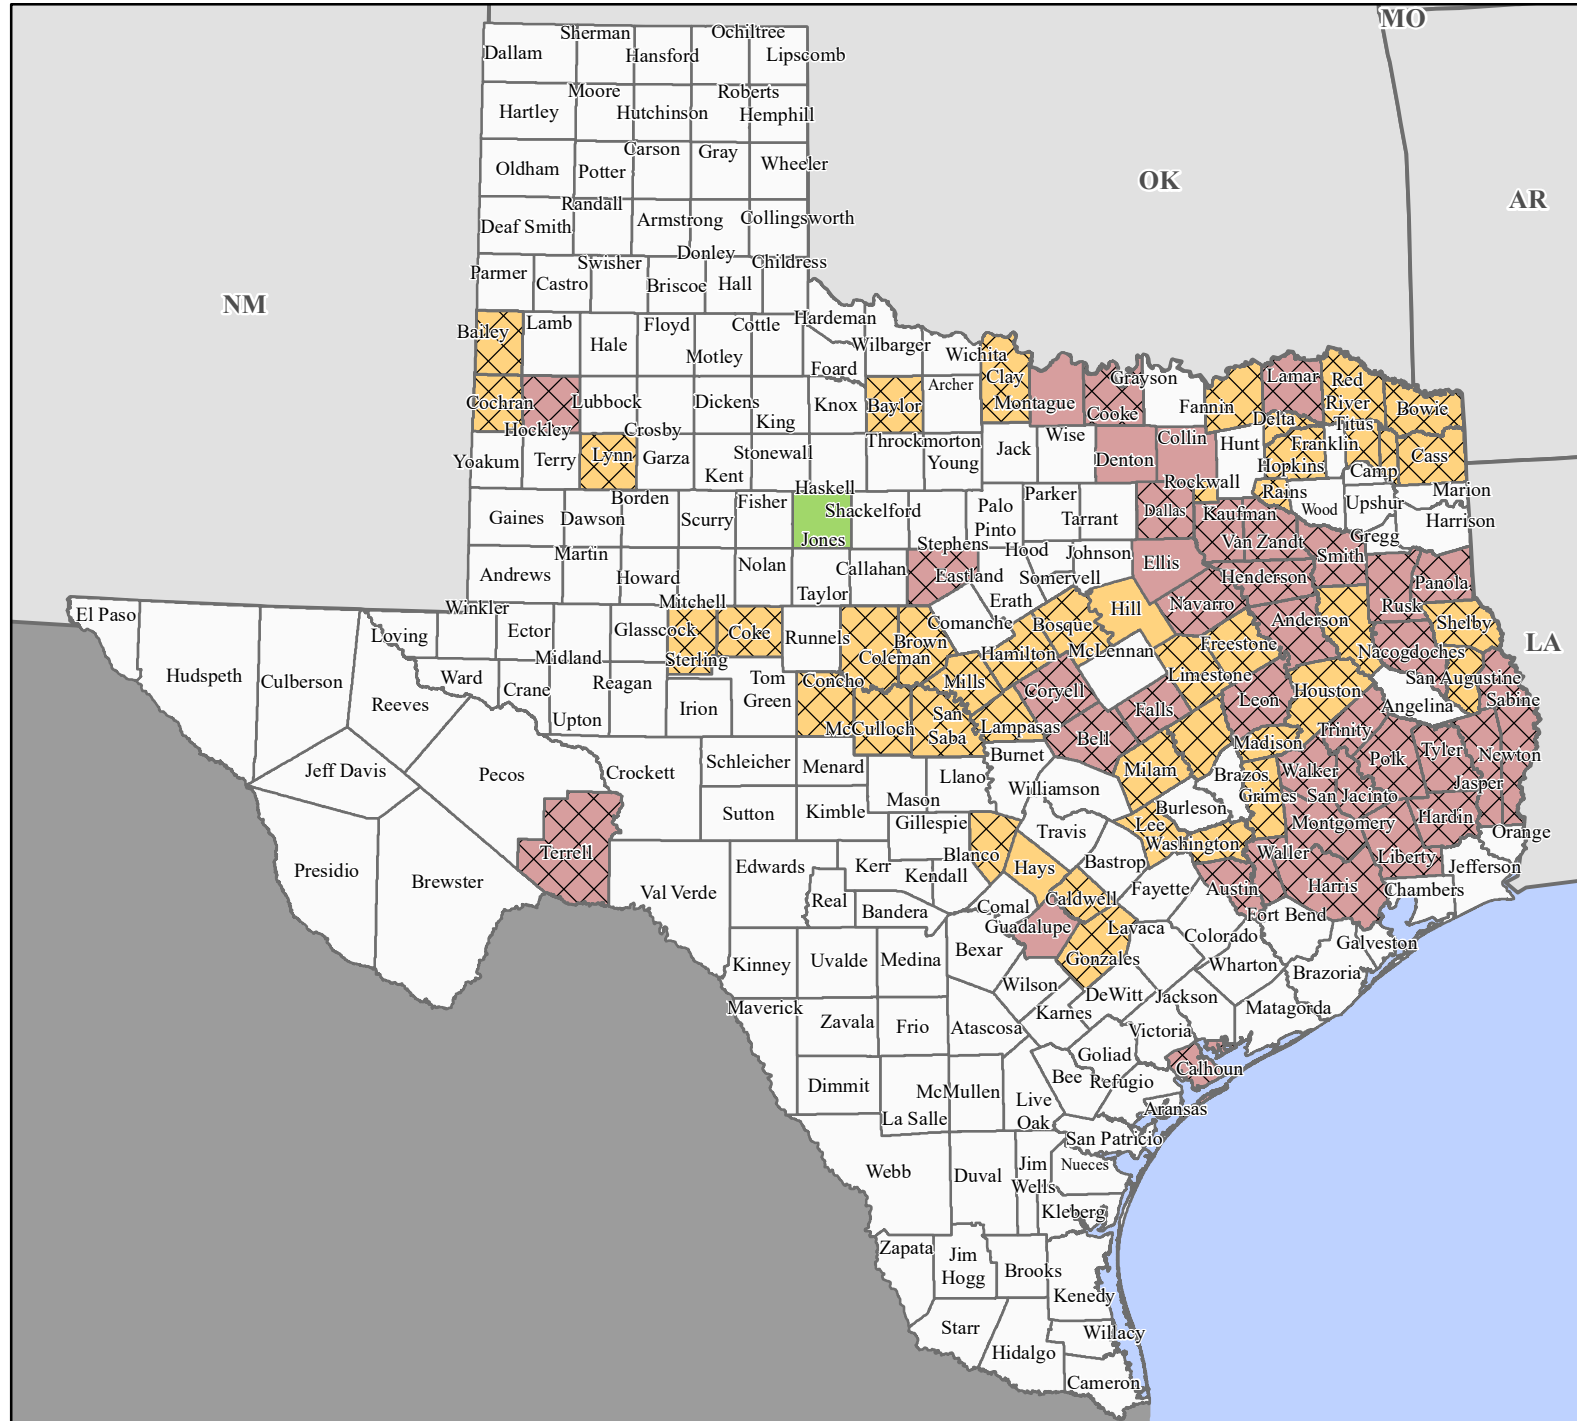 MO
Sherman
Ochiltree
Dallam
Hansford
Lipscomb
Moore
Roberts
Hartley
Hutchinson
Hemphill
Carson
Gray
Oldham
Potter
Wheeler
OK
AR
Randall
Deaf Smith
Armstrong
Collingsworth
Donley
Swisher
Childress
Parmer
Castro
Briscoe
Hall
NM
Bailey
Lamb
Floyd
Cottle
Hardeman
Hale
Motley
Wilbarger
Foard
Wichita
Clay
Archer
Grayson
Lamar
Red
River
Cochran
Lubbock
Dickens
Knox
Baylor
Montague
Cooke
Fannin
Bowie
King
Delta
Titus
Hockley
Crosby
Throckmorton
Wise
Collin
Hunt
Franklin
Yoakum
Terry
Lynn
Garza
Stonewall
Young
Jack
Denton
Hopkins
Camp
Cass
Kent
Haskell
Rockwall
Rains
Marion
Borden
Fisher
Parker
Wood
Upshur
Gaines
Dawson
Scurry
Shackelford
Palo
Pinto
Tarrant
Dallas
Kaufman
Harrison
Jones
Stephens
Van Zandt
Gregg
Martin
Hood
Johnson
Smith
Andrews
Howard
Nolan
Callahan
Eastland
Somervell
Ellis
Henderson
Panola
Taylor
Erath
Rusk
El Paso
Winkler
Mitchell
Comanche
Bosque
Hill
Navarro
Anderson
Shelby
Loving
Ector
Glasscock
Coke
Runnels
Brown
Hamilton
McLennan
Freestone
Nacogdoches
LA
Midland
Sterling
Coleman
Hudspeth
Culberson
Ward
Crane
Reagan
Tom
Green
Concho
Mills
Coryell
Limestone
Houston
San Augustine
Sabine
Reeves
Upton
Irion
McCulloch
San
Saba
Lampasas
Falls
Leon
Angelina
Trinity
Bell
Madison
Tyler
Newton
Jeff Davis
Pecos
Crockett
Schleicher
Menard
Burnet
Milam
Brazos
Walker
Polk
Llano
Williamson
Grimes
San Jacinto
Jasper
Sutton
Kimble
Mason
Burleson
Gillespie
Travis
Lee
Montgomery
Hardin
Orange
Terrell
Blanco
Washington
Waller
Liberty
Edwards
Kerr
Hays
Bastrop
Jefferson
Presidio
Brewster
Val Verde
Kendall
Fayette
Austin
Harris
Chambers
Real
Bandera
Comal
Caldwell
Guadalupe
Lavaca
Fort Bend
Kinney
Uvalde
Medina
Bexar
Gonzales
Colorado
Galveston
Wharton
Brazoria
Wilson
Maverick
DeWitt
Jackson
Matagorda
Zavala
Frio
Atascosa
Karnes
Victoria
Goliad
Calhoun
Dimmit
McMullen
Bee
Refugio
La Salle
Live
Oak
Aransas
San Patricio
Webb
Duval
Jim
Wells
Nueces
Kleberg
Zapata
Jim
Hogg
Brooks
Kenedy
Starr
Hidalgo
Willacy
Cameron